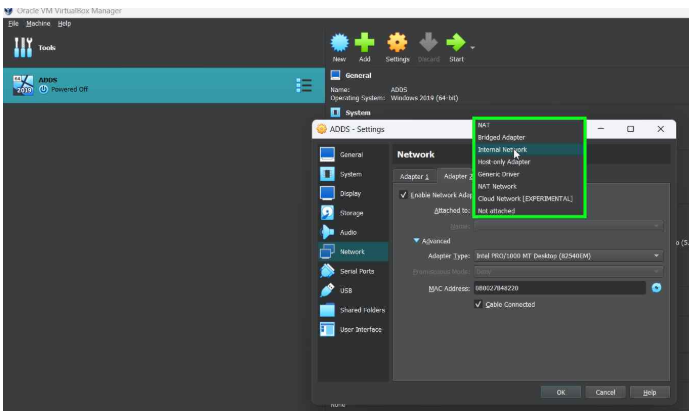 Oracle VM VirtualBox Manager
File Machine Help
Tools
New Add Settings Discard Start
ADDS
2019 Powered Off
General
Name: ADDS
Operating System: Windows 2019 (64-bit)
System
ADDS - Settings
General
System
Display
Storage
Audio
Network
Serial Ports
USB
Shared Folders
User Interface
Network
Adapter 1 Adapter
Enable Network
Attached to:
Name:
NAT
Bridged Adapter
Internal Network
Host-only Adapter
Generic Driver
NAT Network
Cloud Network [EXPERIMENTAL]
Not attached
Advanced
Adapter Type: Intel PRO/1000 MT Desktop (82540EM)
Promiscuous Mode: Deny
MAC Address: 080027848220
Cable Connected
OK Cancel Help
None